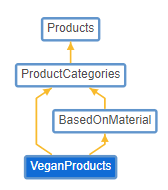 Products
ProductCategories
BasedOnMaterial
VeganProducts